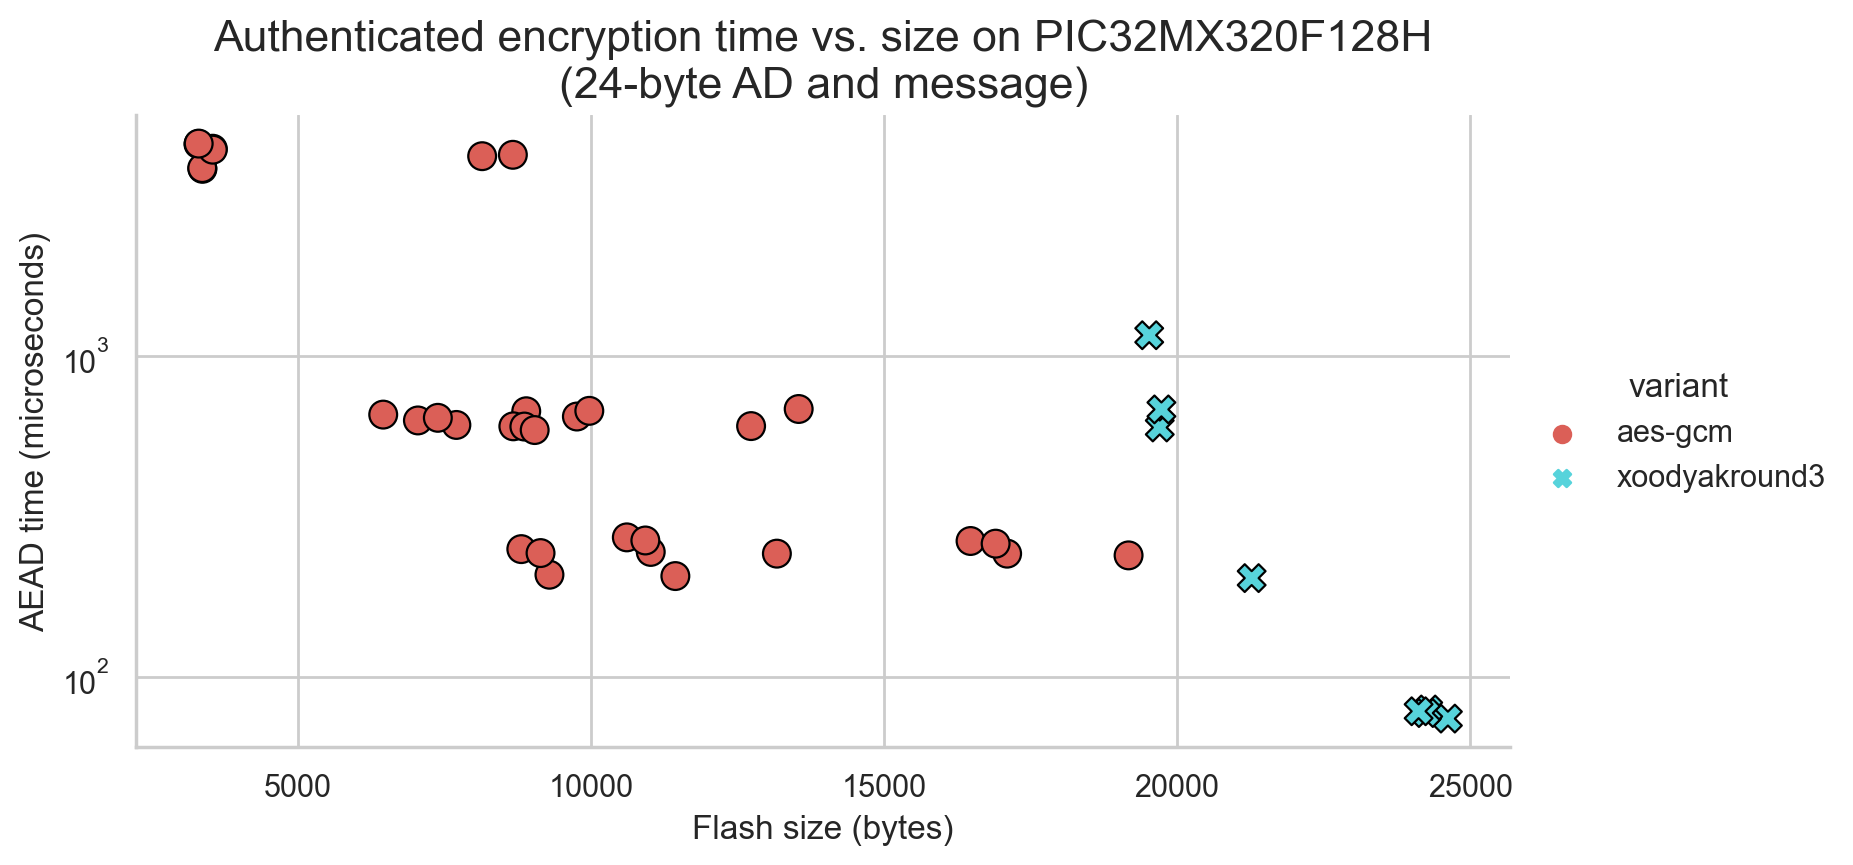 Authenticated encryption time vs. size on PIC32MX320F128H
(24-byte AD and message)
AEAD time (microseconds)
10³
10²
5000 10000 15000 20000 25000
Flash size (bytes)
variant
aes-gcm
xoodyakround3